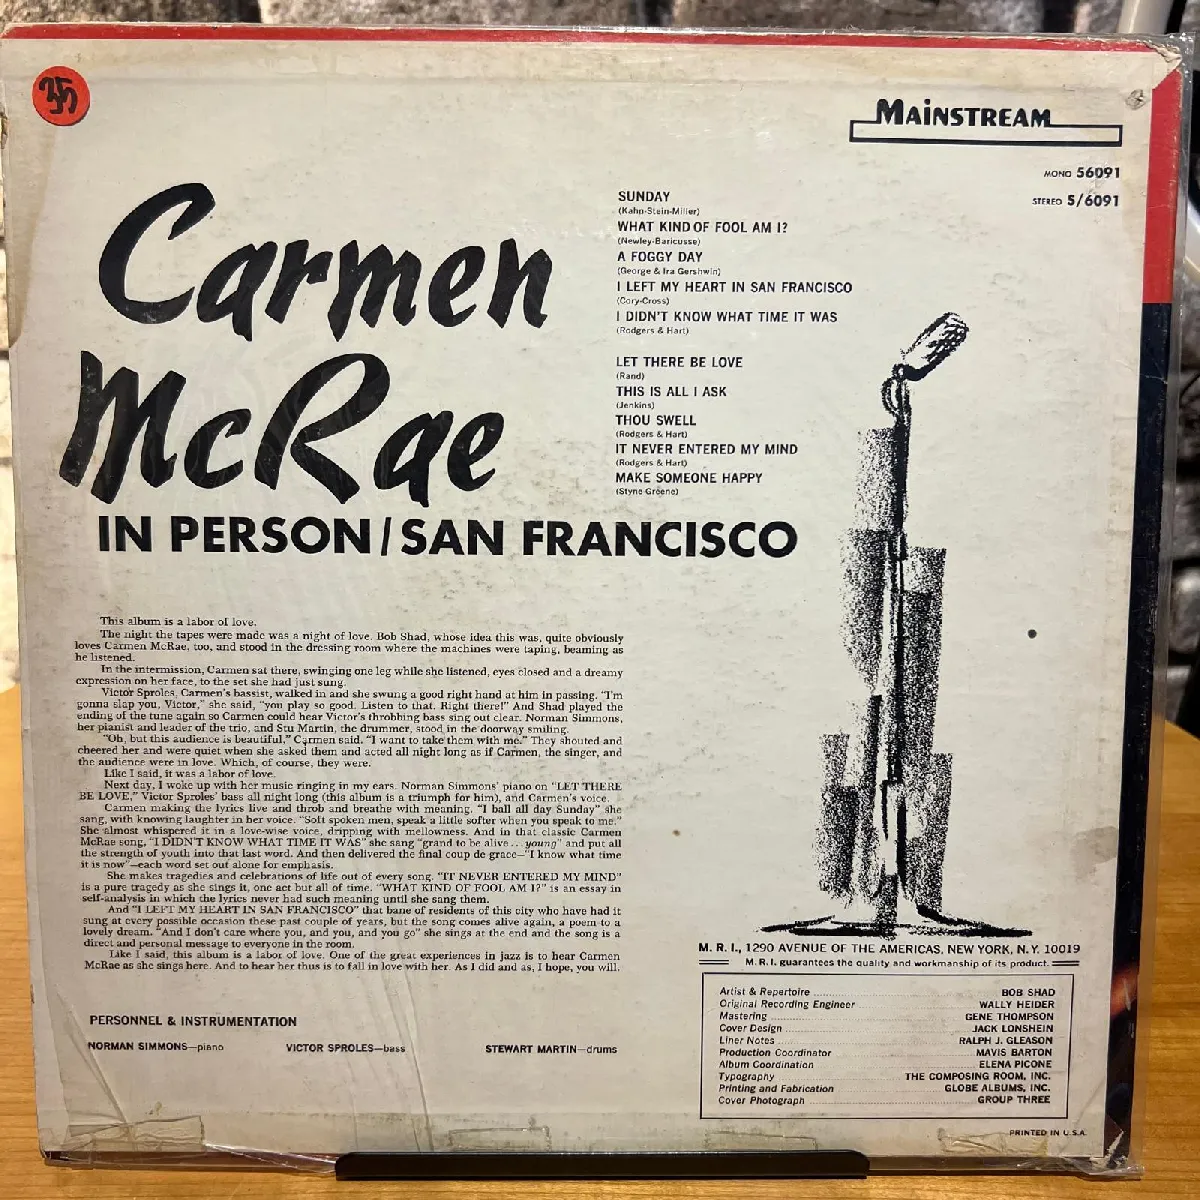 35
MAINSTREAM
MONO 56091
STEREO S/6091
Carmen
McRae
IN PERSON/SAN FRANCISCO
SUNDAY
(Kahn-Stein-Miller)
WHAT KIND OF FOOL AM I?
(Newley-Baricusse)
A FOGGY DAY
(George & Ira Gershwin)
I LEFT MY HEART IN SAN FRANCISCO
(Cory-Cross)
I DIDN'T KNOW WHAT TIME IT WAS
(Rodgers & Hart)
LET THERE BE LOVE
(Rand)
THIS IS ALL I ASK
(Jenkins)
THOU SWELL
(Rodgers & Hart)
IT NEVER ENTERED MY MIND
(Rodgers & Hart)
MAKE SOMEONE HAPPY
(Styne-Greene)
This album is a labor of love.
The night the tapes were made was a night of love. Bob Shad, whose idea this was, quite obviously
loves Carmen McRae, too, and stood in the dressing room where the machines were taping, beaming as
he listened.
In the intermission, Carmen sat there, swinging one leg while she listened, eyes closed and a dreamy
expression on her face, to the set she had just sung.
Victor Sproles, Carmen's bassist, walked in and she swung a good right hand at him in passing. "I'm
gonna slap you, Victor," she said, "you play so good. Listen to that. Right there!" And Shad played the
ending of the tune again so Carmen could hear Victor's throbbing bass sing out clear. Norman Simmons,
her pianist and leader of the trio, and Stu Martin, the drummer, stood in the doorway smiling.
"Oh, but this audience is beautiful," Carmen said. "I want to take them with me." They shouted and
cheered her and were quiet when she asked them and acted all night long as if Carmen, the singer, and
the audience were in love. Which, of course, they were.
Like I said, it was a labor of love.
Next day, I woke up with her music ringing in my ears. Norman Simmons' piano on "LET THERE
BE LOVE," Victor Sproles' bass all night long (this album is a triumph for him), and Carmen's voice.
Carmen making the lyrics live and throb and breathe with meaning. "I ball all day Sunday" she
sang, with knowing laughter in her voice. "Soft spoken men, speak a little softer when you speak to me."
She almost whispered it in a love-wise voice, dripping with mellowness. And in that classic Carmen
McRae song, "I DIDN'T KNOW WHAT TIME IT WAS" she sang "grand to be alive . . . young" and put all
the strength of youth into that last word. And then delivered the final coup de grace—"I know what time
it is now"—each word set out alone for emphasis.
She makes tragedies and celebrations of life out of every song. "IT NEVER ENTERED MY MIND"
is a pure tragedy as she sings it, one act but all of time. "WHAT KIND OF FOOL AM I?" is an essay in
self-analysis in which the lyrics never had such meaning until she sang them.
And "I LEFT MY HEART IN SAN FRANCISCO" that bane of residents of this city who have had it
sung at every possible occasion these past couple of years, but the song comes alive again, a poem to a
lovely dream. "And I don't care where you, and you, and you go" she sings at the end and the song is a
direct and personal message to everyone in the room.
Like I said, this album is a labor of love. One of the great experiences in jazz is to hear Carmen
McRae as she sings here. And to hear her thus is to fall in love with her. As I did and as, I hope, you will.
PERSONNEL & INSTRUMENTATION
NORMAN SIMMONS—piano VICTOR SPROLES—bass STEWART MARTIN—drums
M. R. I., 1290 AVENUE OF THE AMERICAS, NEW YORK, N. Y. 10019
M. R. I. guarantees the quality and workmanship of its product.
Artist & Repertoire BOB SHAD
Original Recording Engineer WALLY HEIDER
Mastering GENE THOMPSON
Cover Design JACK LONSHEIN
Liner Notes RALPH J. GLEASON
Production Coordinator MAVIS BARTON
Album Coordination ELENA PICONE
Typography THE COMPOSING ROOM, INC.
Printing and Fabrication GLOBE ALBUMS, INC.
Cover Photograph GROUP THREE
PRINTED IN U.S.A.